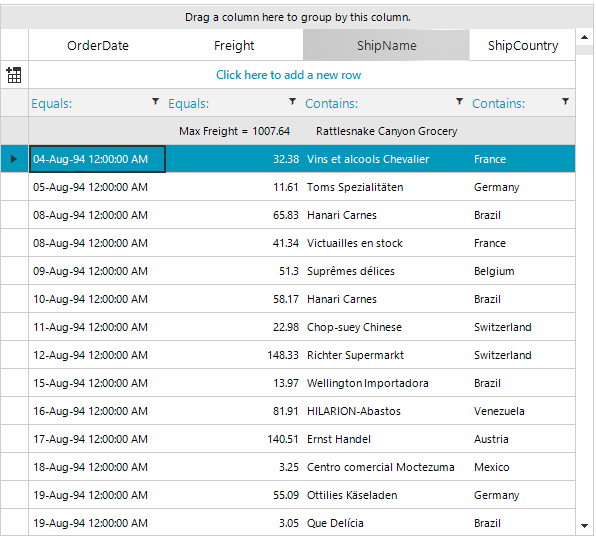 Drag a column here to group by this column.
OrderDate Freight ShipName ShipCountry
Click here to add a new row
Equals: Equals: Contains: Contains:
Max Freight = 1007.64 Rattlesnake Canyon Grocery
04-Aug-94 12:00:00 AM 32.38 Vins et alcools Chevalier France
05-Aug-94 12:00:00 AM 11.61 Toms Spezialitäten Germany
08-Aug-94 12:00:00 AM 65.83 Hanari Carnes Brazil
08-Aug-94 12:00:00 AM 41.34 Victuailles en stock France
09-Aug-94 12:00:00 AM 51.3 Suprêmes délices Belgium
10-Aug-94 12:00:00 AM 58.17 Hanari Carnes Brazil
11-Aug-94 12:00:00 AM 22.98 Chop-suey Chinese Switzerland
12-Aug-94 12:00:00 AM 148.33 Richter Supermarkt Switzerland
15-Aug-94 12:00:00 AM 13.97 Wellington Importadora Brazil
16-Aug-94 12:00:00 AM 81.91 HILARION-Abastos Venezuela
17-Aug-94 12:00:00 AM 140.51 Ernst Handel Austria
18-Aug-94 12:00:00 AM 3.25 Centro comercial Moctezuma Mexico
19-Aug-94 12:00:00 AM 55.09 Ottilies Käseladen Germany
19-Aug-94 12:00:00 AM 3.05 Que Delícia Brazil